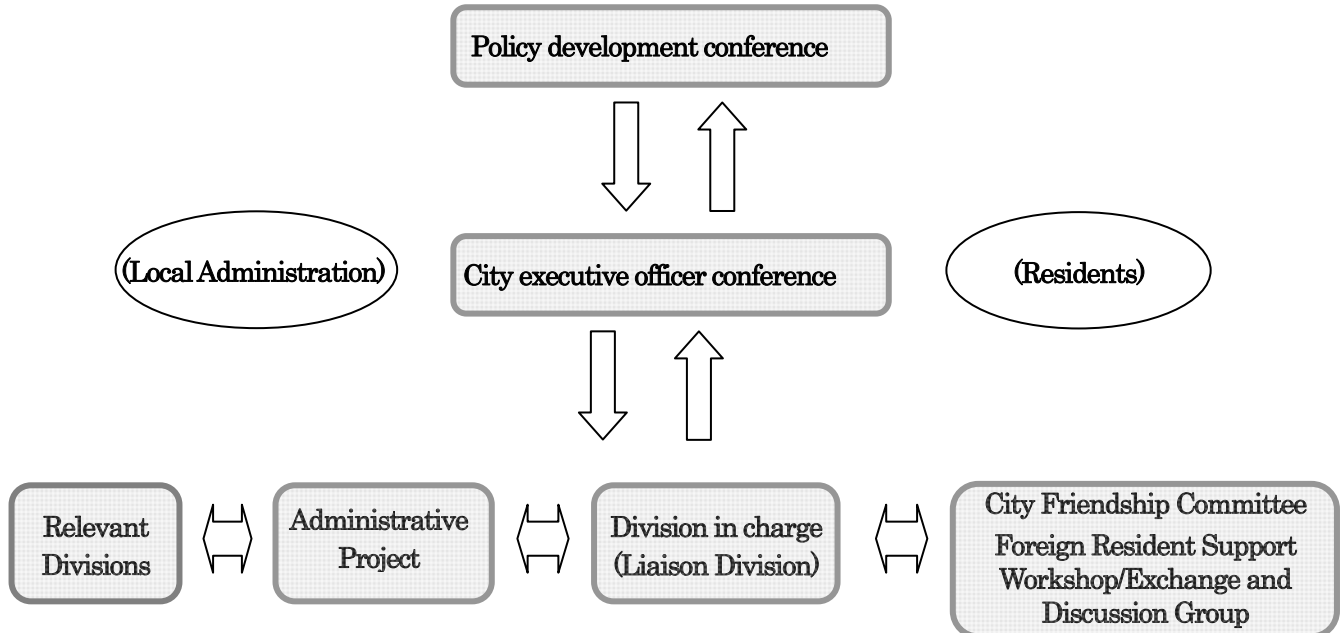 Policy development conference
(Local Administration)
City executive officer conference
(Residents)
Relevant
Divisions
Administrative
Project
Division in charge
(Liaison Division)
City Friendship Committee
Foreign Resident Support
Workshop/Exchange and
Discussion Group